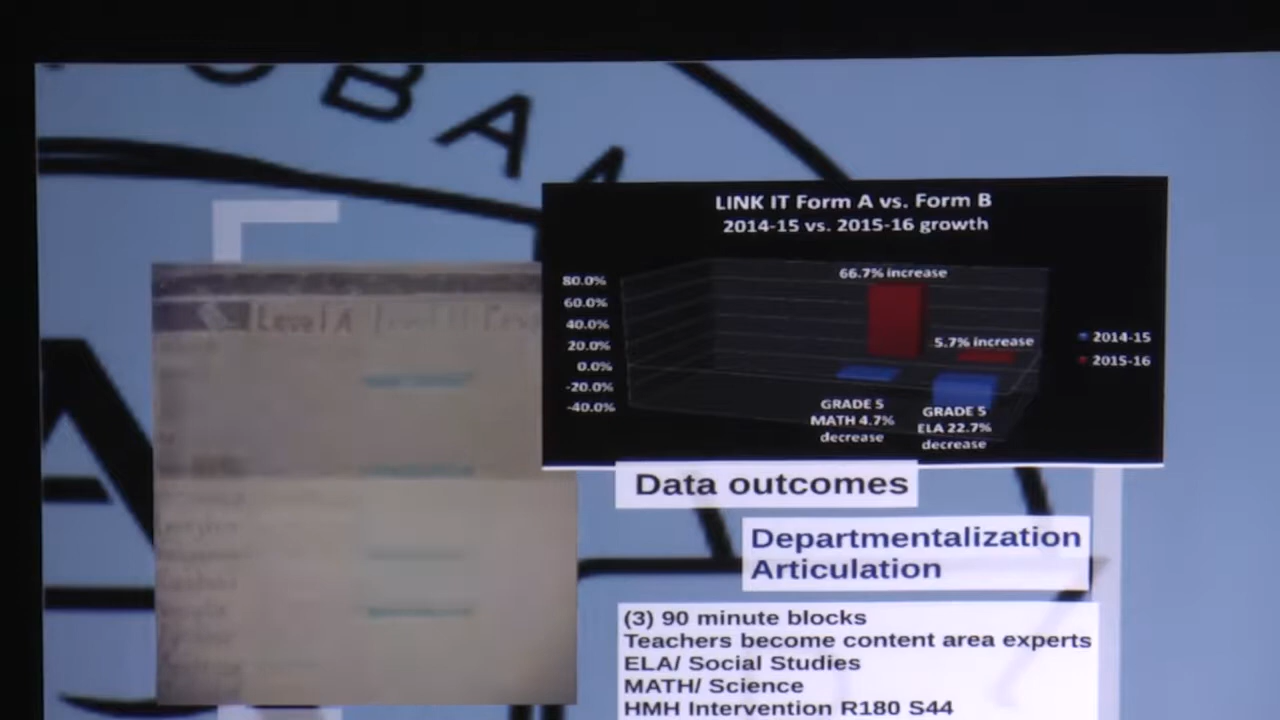 OBAMA
LINK IT Form A vs. Form B
2014-15 vs. 2015-16 growth
66.7% increase
80.0%
60.0%
40.0%
20.0%
0.0%
-20.0%
-40.0%
5.7% increase
2014-15
2015-16
GRADE 5
MATH 4.7%
decrease
GRADE 5
ELA 22.7%
decrease
Level A
Data outcomes
Departmentalization
Articulation
(3) 90 minute blocks
Teachers become content area experts
ELA/ Social Studies
MATH/ Science
HMH Intervention R180 S44